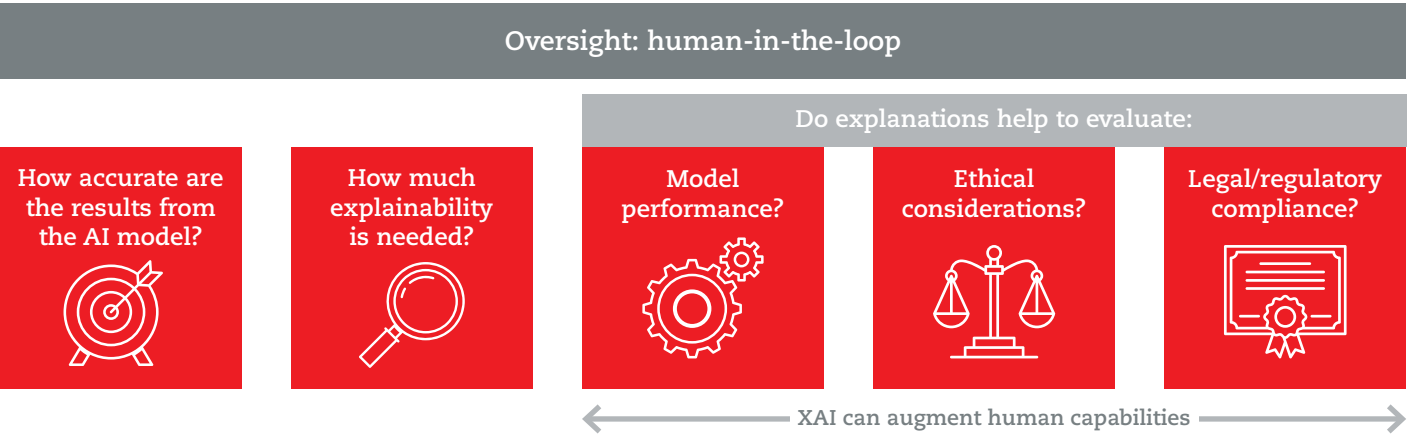 Oversight: human-in-the-loop
Do explanations help to evaluate:
How accurate are
the results from
the AI model?
How much
explainability
is needed?
Model
performance?
Ethical
considerations?
Legal/regulatory
compliance?
XAI can augment human capabilities